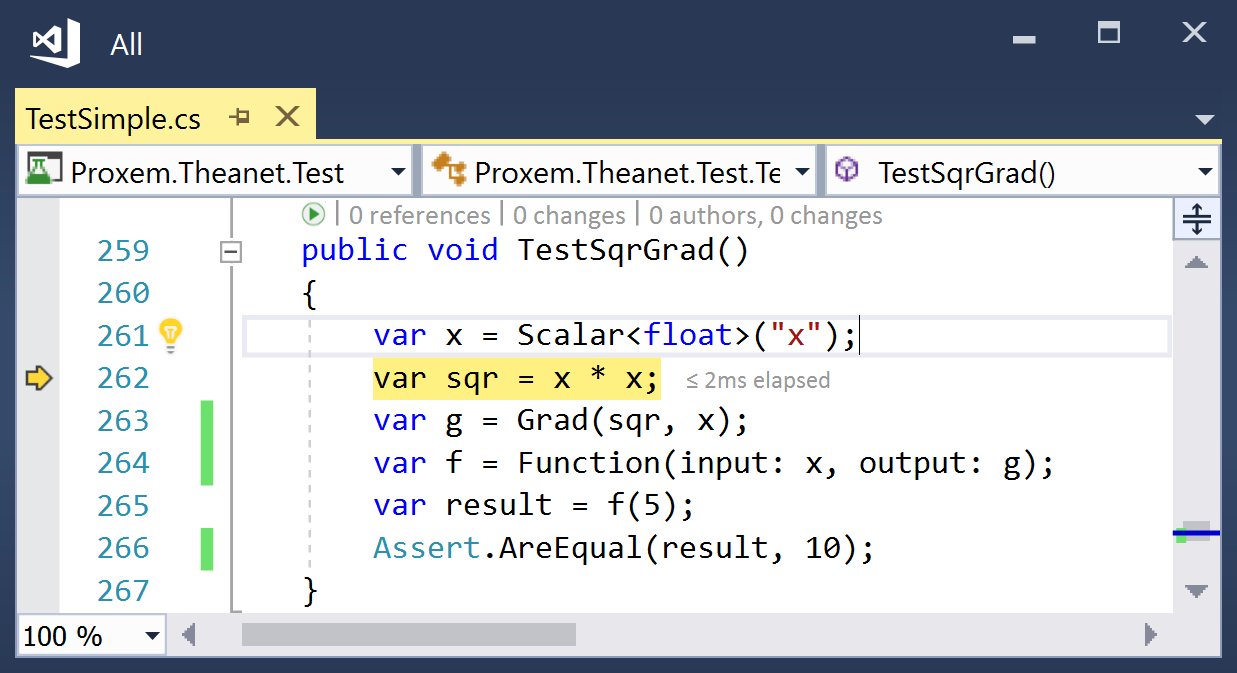 All
TestSimple.cs
Proxem.Theanet.Test Proxem.Theanet.Test.Te TestSqrGrad()
0 references | 0 changes | 0 authors, 0 changes
259 public void TestSqrGrad()
260 {
261 var x = Scalar<float>("x");
262 var sqr = x * x; ≤ 2ms elapsed
263 var g = Grad(sqr, x);
264 var f = Function(input: x, output: g);
265 var result = f(5);
266 Assert.AreEqual(result, 10);
267 }
100 %